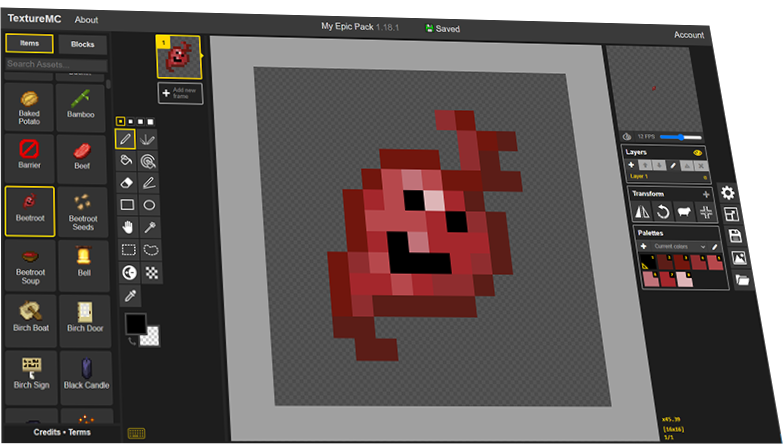 TextureMC About
My Epic Pack 1.18.1 Saved
Account
Items Blocks
Search Assets...
1
Add new frame
Baked Potato
Bamboo
Barrier
Beef
Beetroot
Beetroot Seeds
Beetroot Soup
Bell
Birch Boat
Birch Door
Birch Sign
Black Candle
Credits • Terms
12 FPS
Layers
Layer 1
Transform
Palettes
Current colors
x45.39
[16x16]
1/1